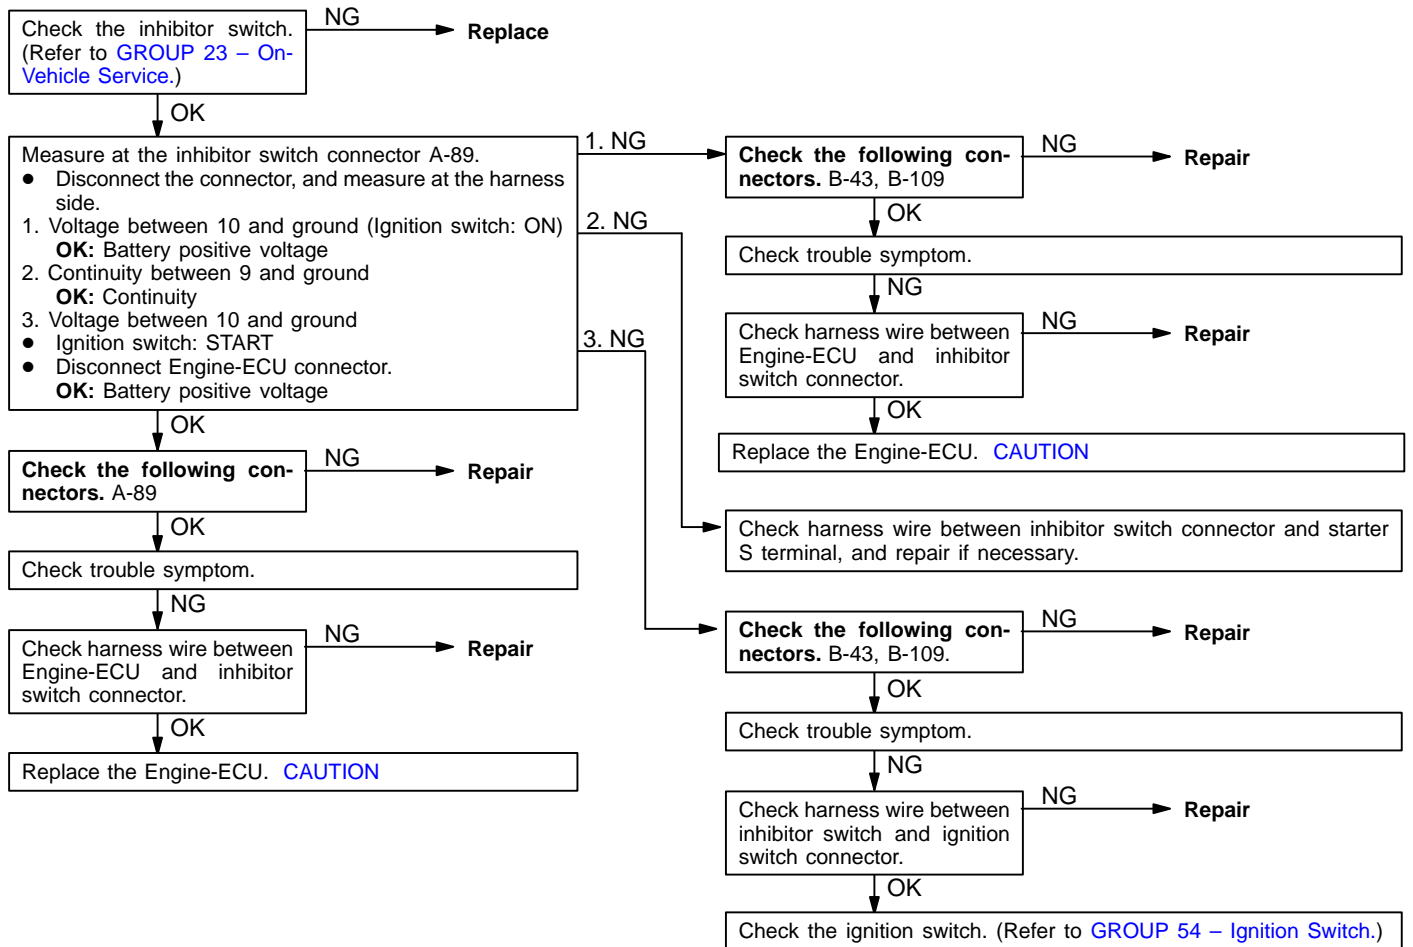 Check the inhibitor switch.
(Refer to GROUP 23 – On-
Vehicle Service.)
NG
Replace
OK
Measure at the inhibitor switch connector A-89.
● Disconnect the connector, and measure at the harness
side.
1. Voltage between 10 and ground (Ignition switch: ON)
OK: Battery positive voltage
2. Continuity between 9 and ground
OK: Continuity
3. Voltage between 10 and ground
● Ignition switch: START
● Disconnect Engine-ECU connector.
OK: Battery positive voltage
OK
Check the following con-
nectors. A-89
NG
Repair
OK
Check trouble symptom.
NG
Check harness wire between
Engine-ECU and inhibitor
switch connector.
NG
Repair
OK
Replace the Engine-ECU. CAUTION
1. NG
Check the following con-
nectors. B-43, B-109
NG
Repair
OK
Check trouble symptom.
NG
Check harness wire between
Engine-ECU and inhibitor
switch connector.
NG
Repair
OK
Replace the Engine-ECU. CAUTION
2. NG
Check harness wire between inhibitor switch connector and starter
S terminal, and repair if necessary.
3. NG
Check the following con-
nectors. B-43, B-109.
NG
Repair
OK
Check trouble symptom.
NG
Check harness wire between
inhibitor switch and ignition
switch connector.
NG
Repair
OK
Check the ignition switch. (Refer to GROUP 54 – Ignition Switch.)